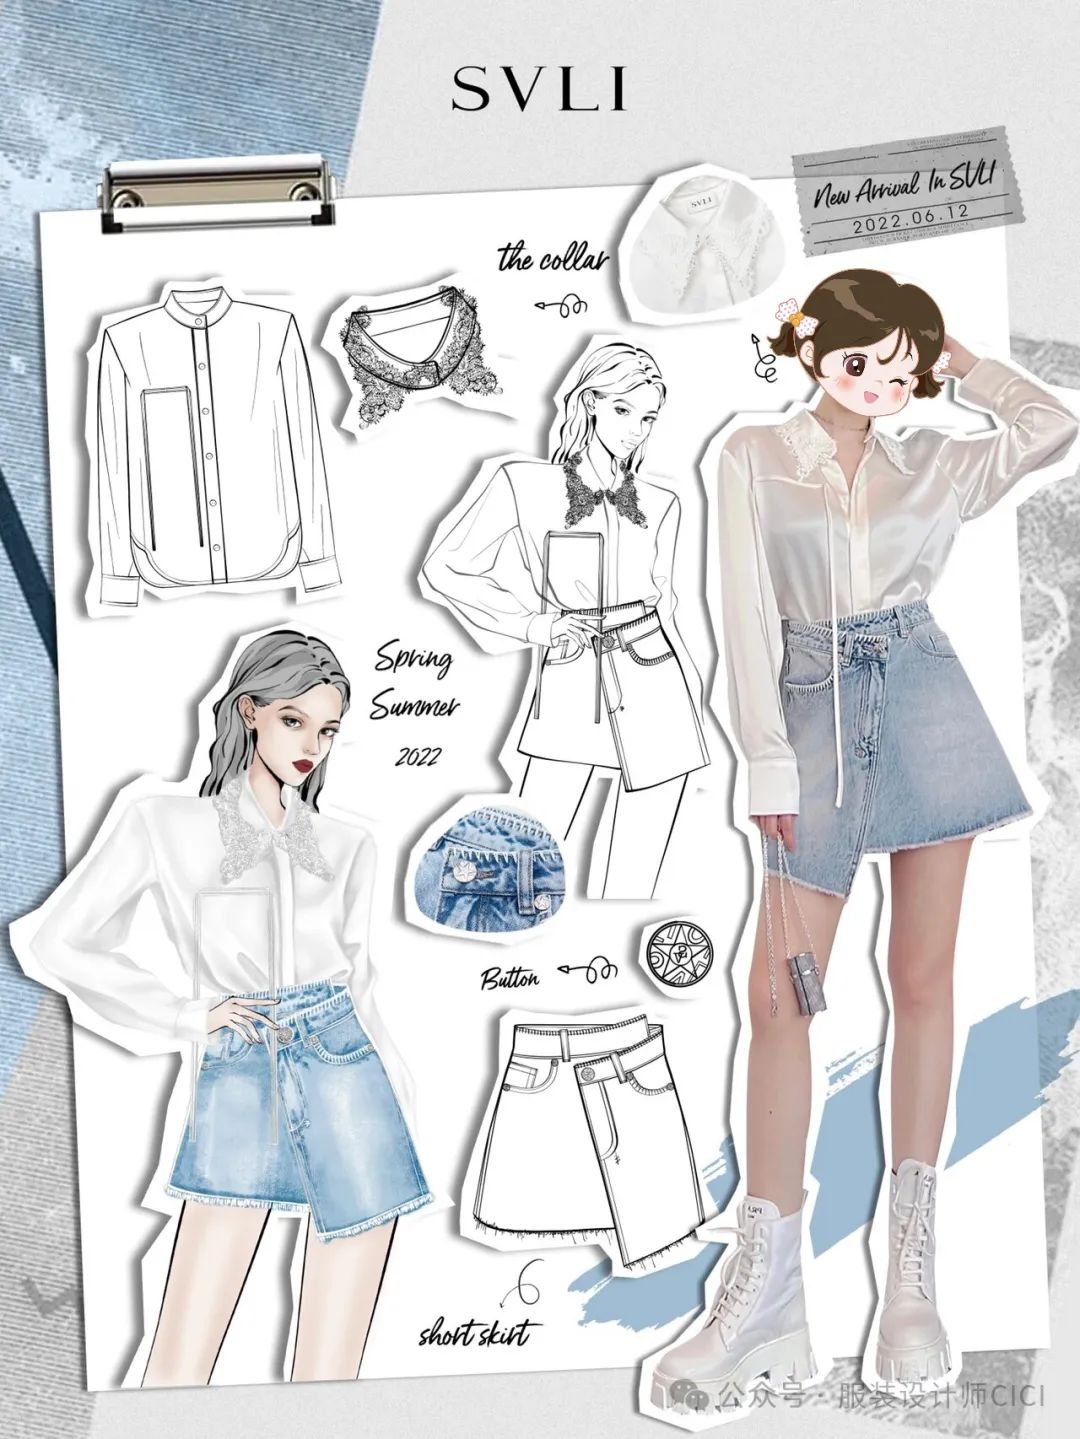 SVLI
New Arrival In SVLI
2022.06.12
the collar
SVLI
Spring
Summer
2022
Button
short skirt
公众号·服装设计师CICI